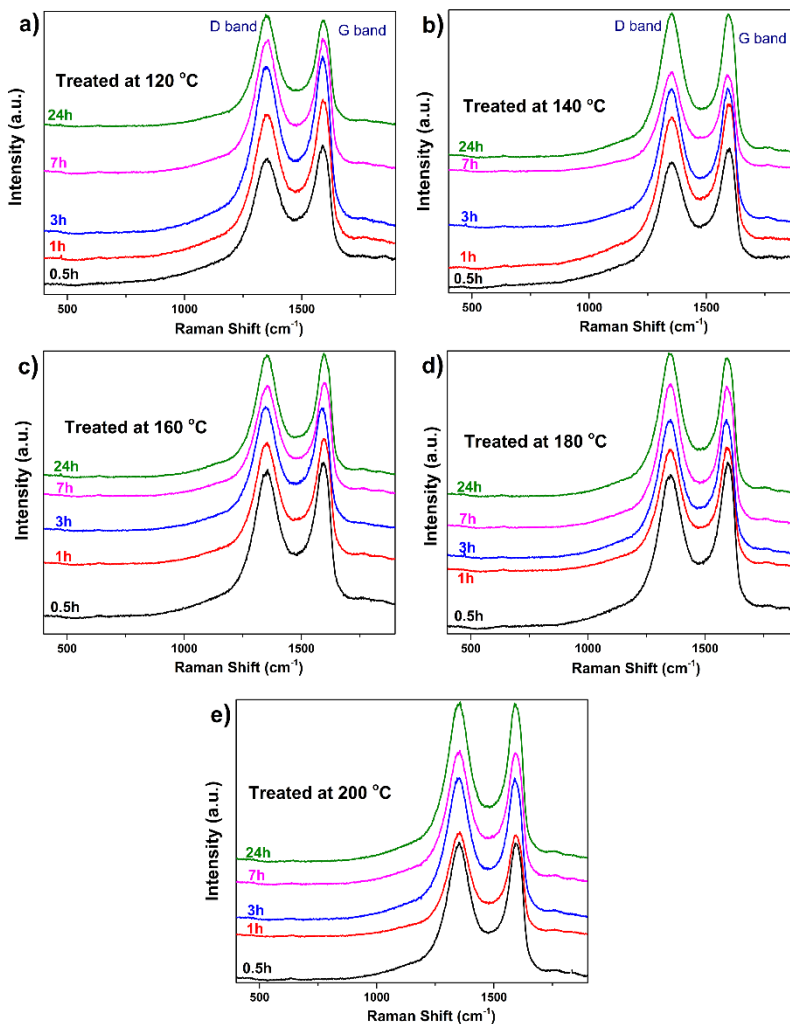 a)
D band
G band
Treated at 120 °C
24h
7h
3h
1h
0.5h
Intensity (a.u.)
500
1000
1500
Raman Shift (cm⁻¹)
b)
D band
G band
Treated at 140 °C
24h
7h
3h
1h
0.5h
Intensity (a.u.)
500
1000
1500
Raman Shift (cm⁻¹)
c)
Treated at 160 °C
24h
7h
3h
1h
0.5h
Intensity (a.u.)
500
1000
1500
Raman Shift (cm⁻¹)
d)
Treated at 180 °C
24h
7h
3h
1h
0.5h
Intensity (a.u.)
500
1000
1500
Raman Shift (cm⁻¹)
e)
Treated at 200 °C
24h
7h
3h
1h
0.5h
Intensity (a.u.)
500
1000
1500
Raman Shift (cm⁻¹)